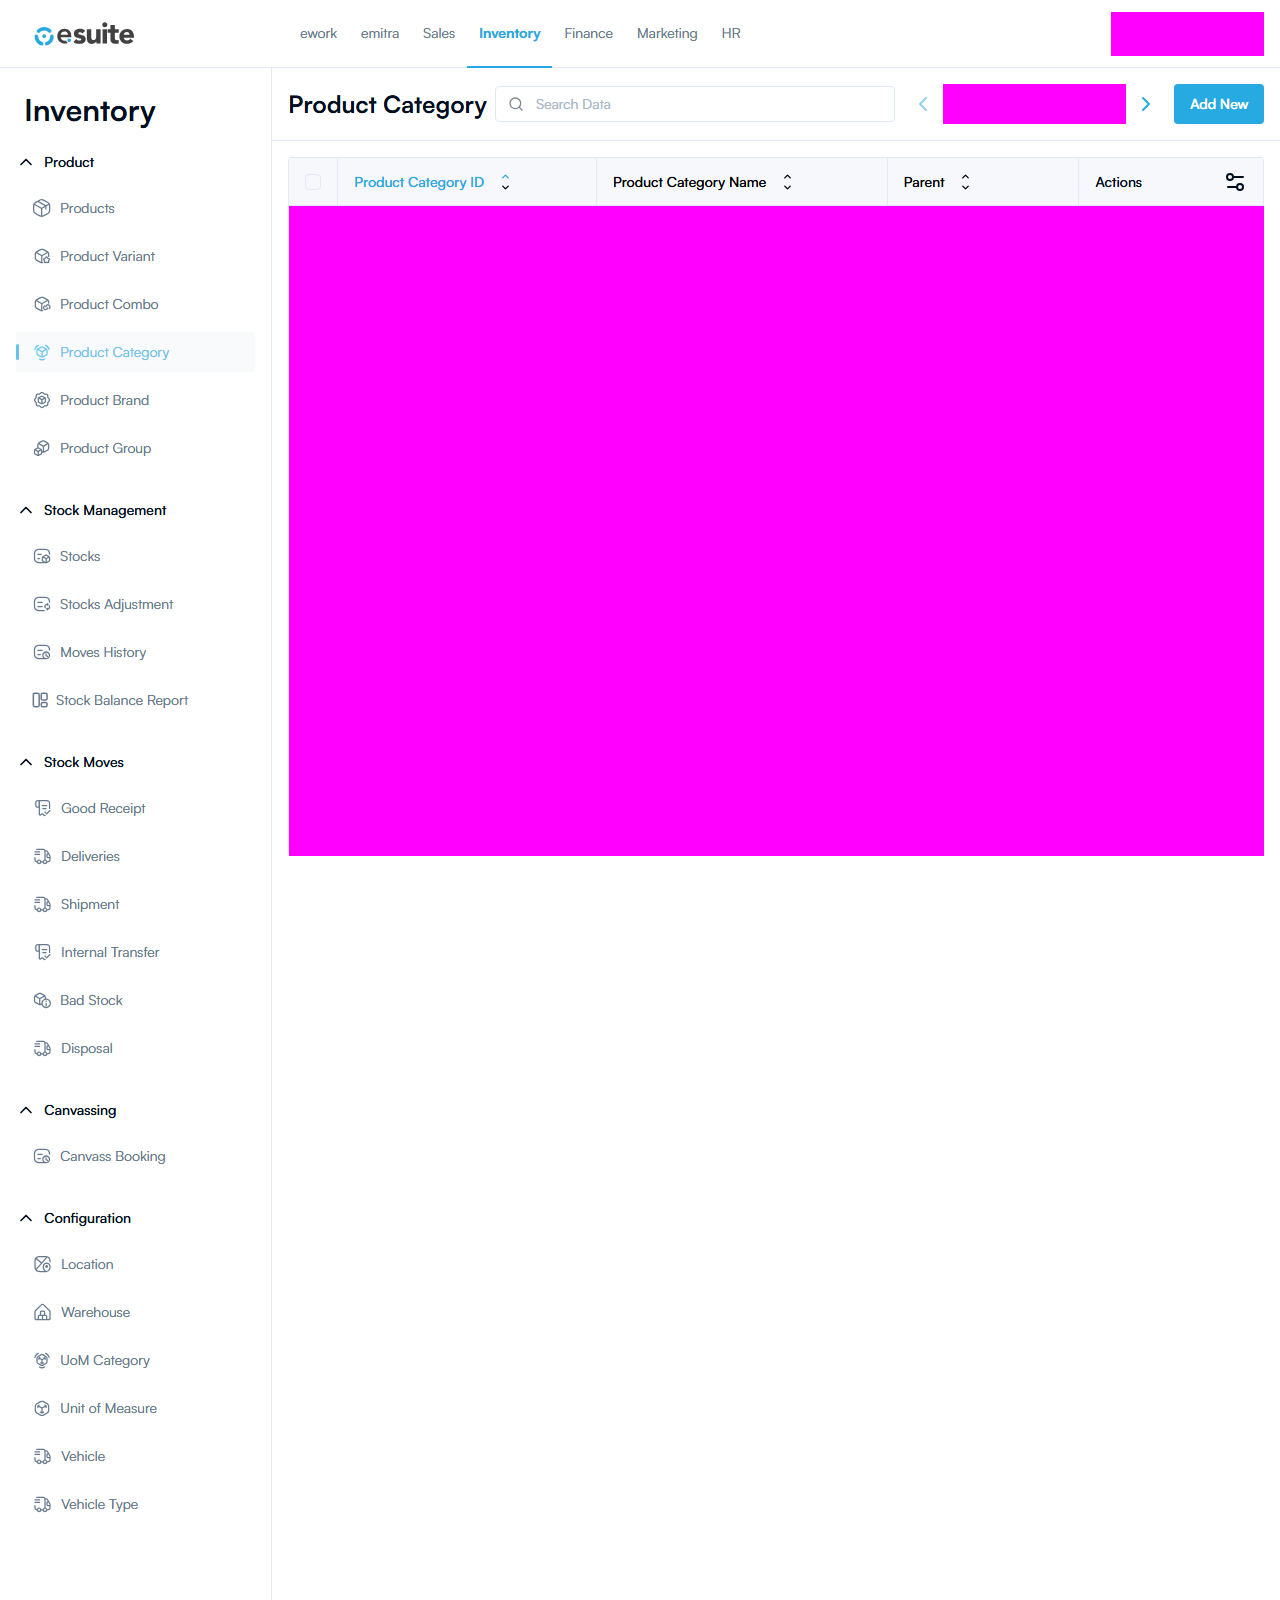 esuite
ework emitra Sales Inventory Finance Marketing HR
Inventory
Product Category
Search Data
Add New
Product
Products
Product Variant
Product Combo
Product Category
Product Brand
Product Group
Stock Management
Stocks
Stocks Adjustment
Moves History
Stock Balance Report
Stock Moves
Good Receipt
Deliveries
Shipment
Internal Transfer
Bad Stock
Disposal
Canvassing
Canvass Booking
Configuration
Location
Warehouse
UoM Category
Unit of Measure
Vehicle
Vehicle Type
Product Category ID Product Category Name Parent Actions